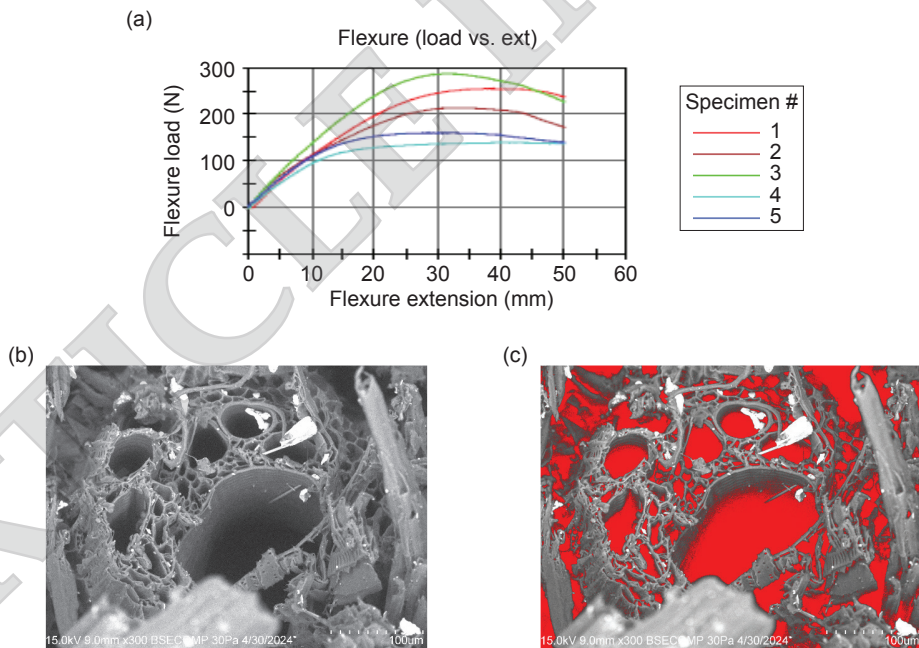 (a)
Flexure (load vs. ext)
Flexure load (N)
300
200
100
0
0 10 20 30 40 50 60
Flexure extension (mm)
Specimen #
1
2
3
4
5
(b)
(c)
15.0kV 9.0mm x300 BSECOMP 30Pa 4/30/2024
100um
15.0kV 9.0mm x300 BSECOMP 30Pa 4/30/2024
100um